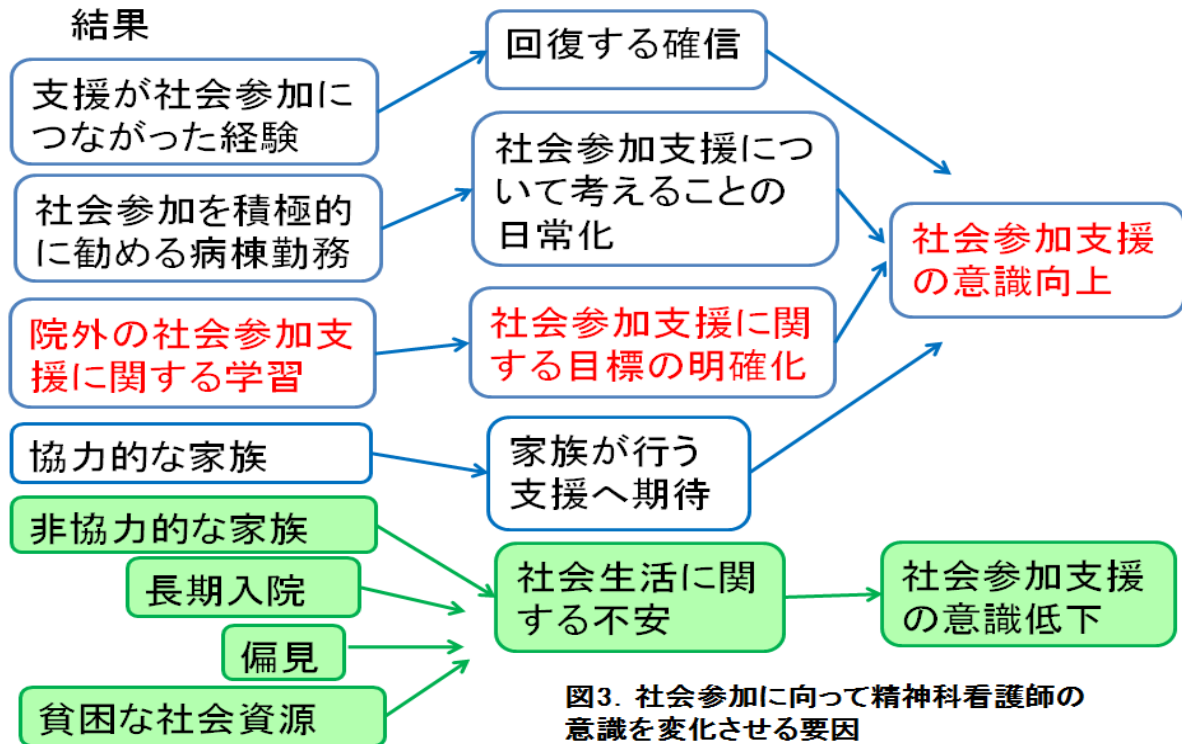 結果
支援が社会参加に
つながった経験
回復する確信
社会参加を積極的
に勧める病棟勤務
社会参加支援につ
いて考えることの
日常化
院外の社会参加支
援に関する学習
社会参加支援に関
する目標の明確化
社会参加支援
の意識向上
協力的な家族
家族が行う
支援へ期待
非協力的な家族
長期入院
偏見
貧困な社会資源
社会生活に関
する不安
社会参加支援
の意識低下
図3. 社会参加に向って精神科看護師の
意識を変化させる要因